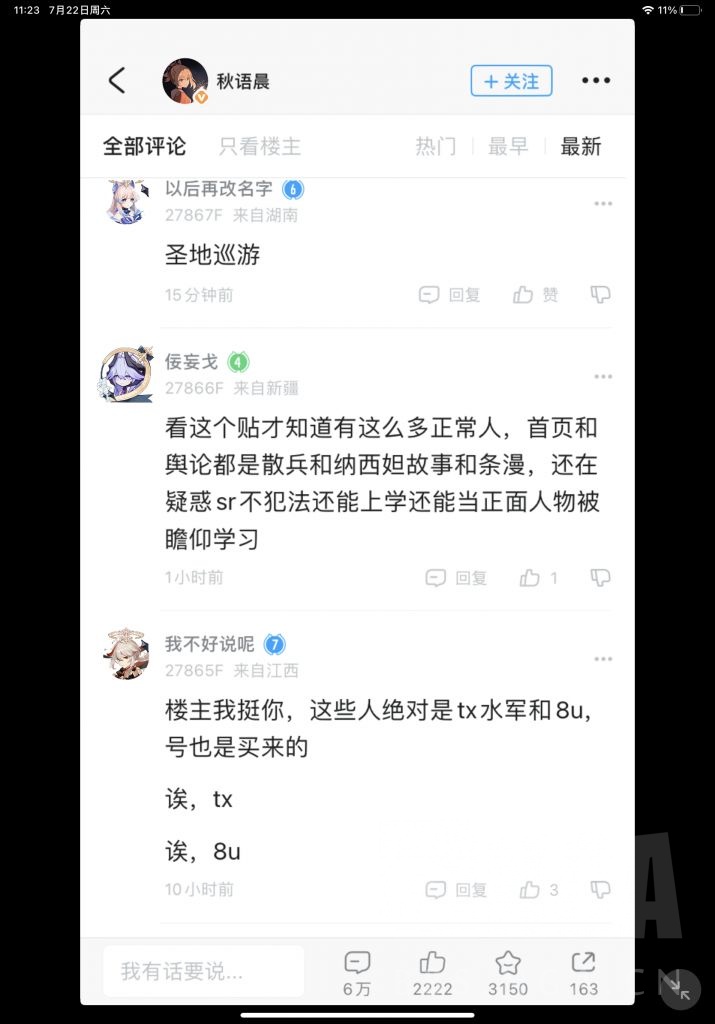 11:23 7月22日周六 11%
秋语晨 + 关注
全部评论 只看楼主 热门 最早 最新
以后再改名字 6
27867F 来自湖南
圣地巡游
15分钟前 回复 赞
佞妄戈 4
27866F 来自新疆
看这个贴才知道有这么多正常人，首页和
舆论都是散兵和纳西妲故事和条漫，还在
疑惑sr不犯法还能上学还能当正面人物被
瞻仰学习
1小时前 回复 1
我不好说呢 7
27865F 来自江西
楼主我挺你，这些人绝对是tx水军和8u，
号也是买来的
诶，tx
诶，8u
10小时前 回复 3
我有话要说... 6万 2222 3150 163